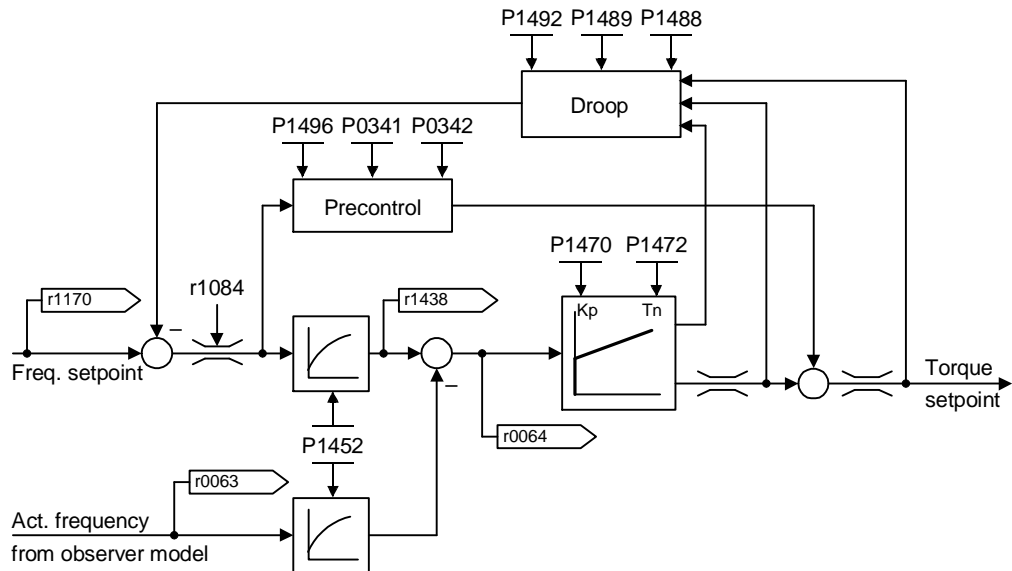 P1492 P1489 P1488
Droop
P1496 P0341 P0342
Precontrol
P1470 P1472
r1170
r1084
r1438
Kp Tn
–
Freq. setpoint
–
Torque
setpoint
r0064
P1452
r0063
Act. frequency
from observer model